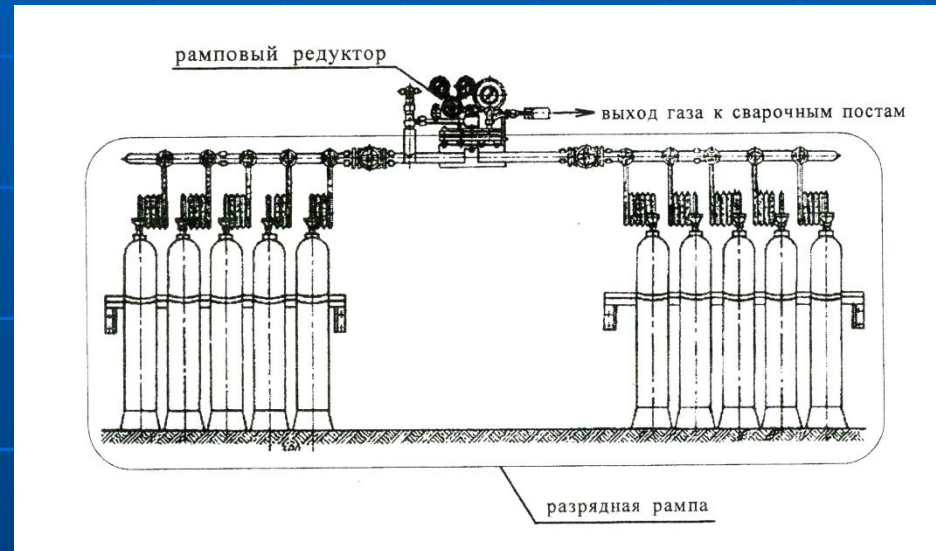 рамповый редуктор
выход газа к сварочным постам
разрядная рампа